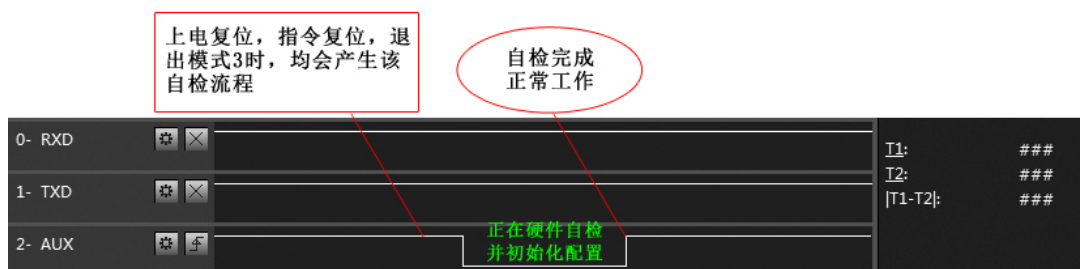 上电复位，指令复位，退
出模式3时，均会产生该
自检流程
自检完成
正常工作
0- RXD
1- TXD
2- AUX
正在硬件自检
并初始化配置
T1: ###
T2: ###
|T1-T2|: ###